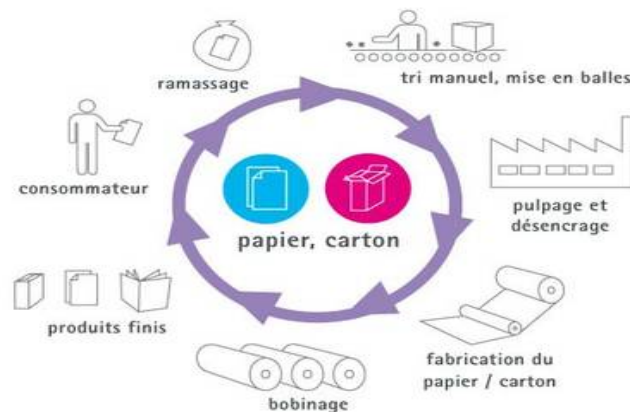 ramassage
tri manuel, mise en balles
consommateur
pulpage et
désencrage
papier, carton
produits finis
fabrication du
papier / carton
bobinage